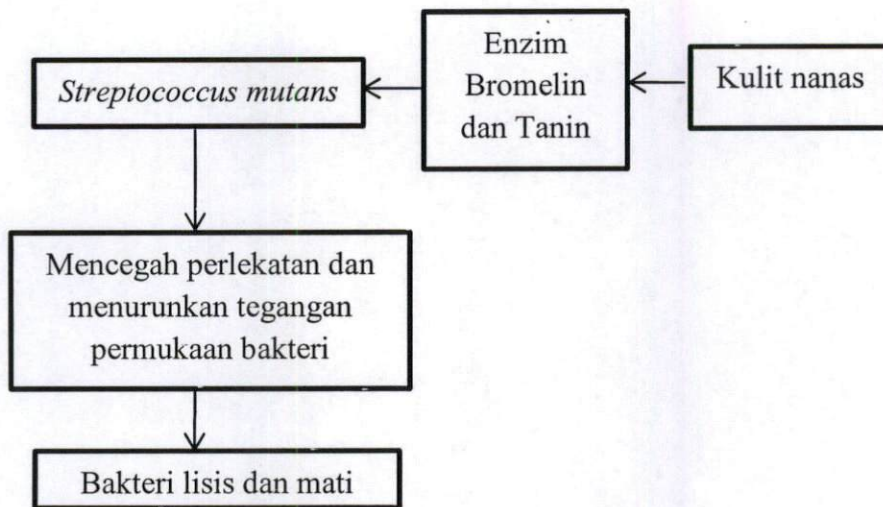 Enzim
Bromelin
dan Tanin
Kulit nanas
Streptococcus mutans
Mencegah perlekatan dan
menurunkan tegangan
permukaan bakteri
Bakteri lisis dan mati